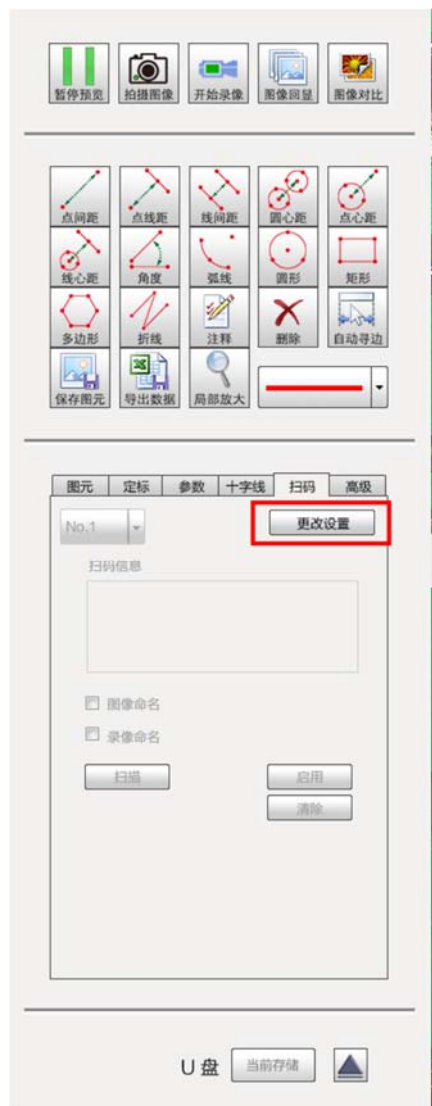 暂停预览 拍摄图像 开始录像 图像回显 图像对比
点间距 点线距 线间距 圆心距 点心距
线心距 角度 弧线 圆形 矩形
多边形 折线 注释 删除 自动寻边
保存图元 导出数据 局部放大
图元 定标 参数 十字线 扫码 高级
No.1 更改设置
扫码信息
图像命名
录像命名
扫描 启用
清除
U 盘 当前存储